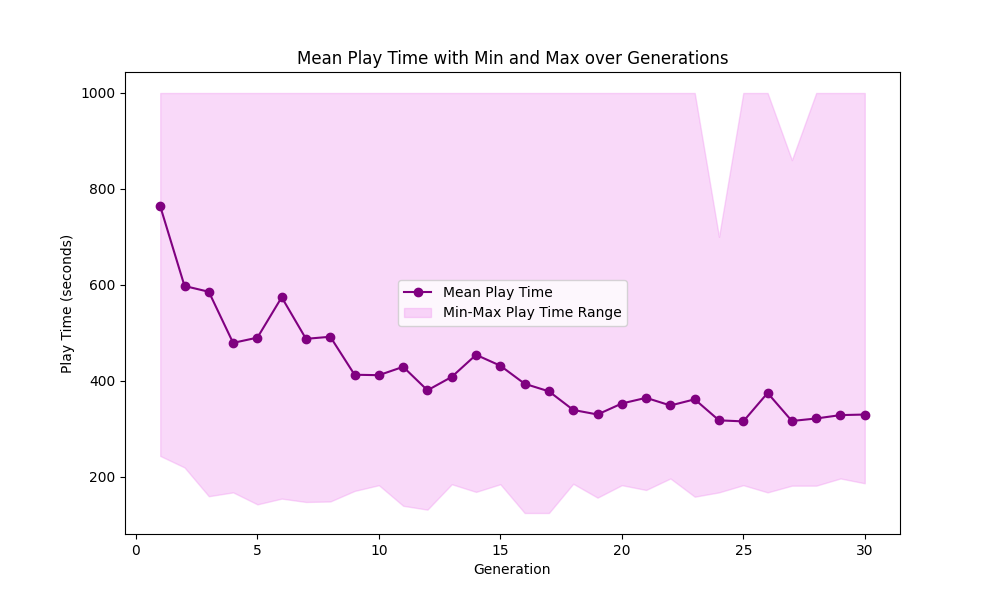 Mean Play Time with Min and Max over Generations
1000
800
600
400
200
Play Time (seconds)
Mean Play Time
Min-Max Play Time Range
0
5
10
15
20
25
30
Generation